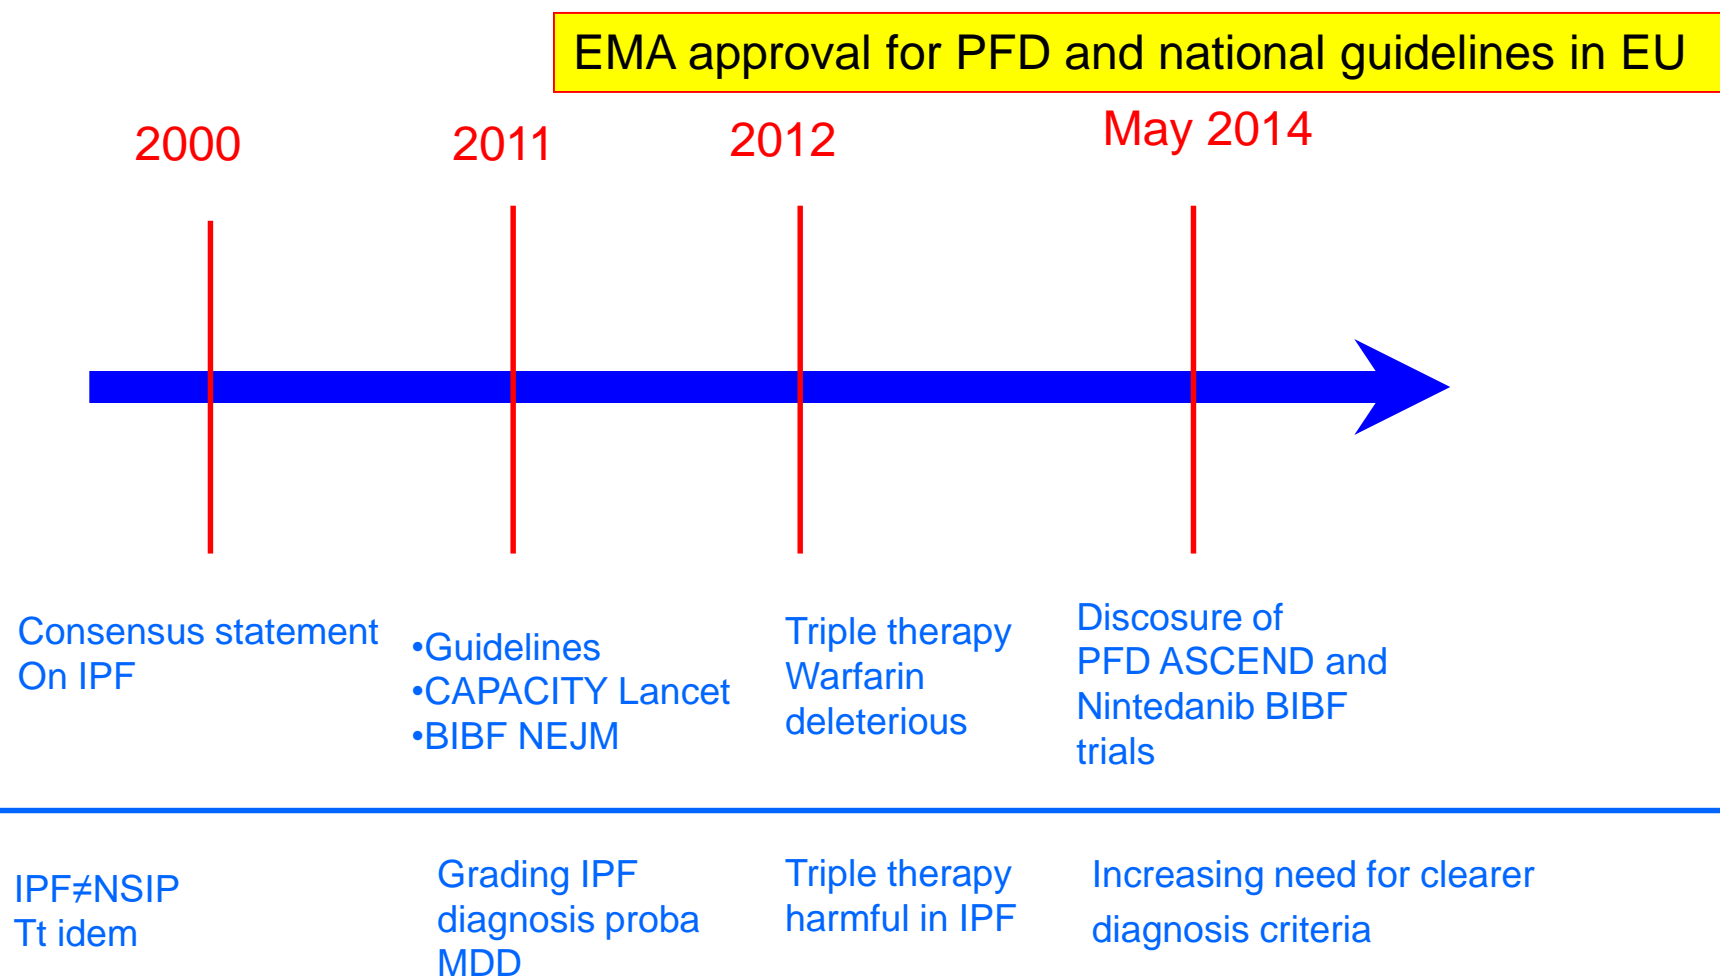 EMA approval for PFD and national guidelines in EU
2000
2011
2012
May 2014
Consensus statement
On IPF
•Guidelines
•CAPACITY Lancet
•BIBF NEJM
Triple therapy
Warfarin
deleterious
Discosure of
PFD ASCEND and
Nintedanib BIBF
trials
IPF≠NSIP
Tt idem
Grading IPF
diagnosis proba
MDD
Triple therapy
harmful in IPF
Increasing need for clearer
diagnosis criteria